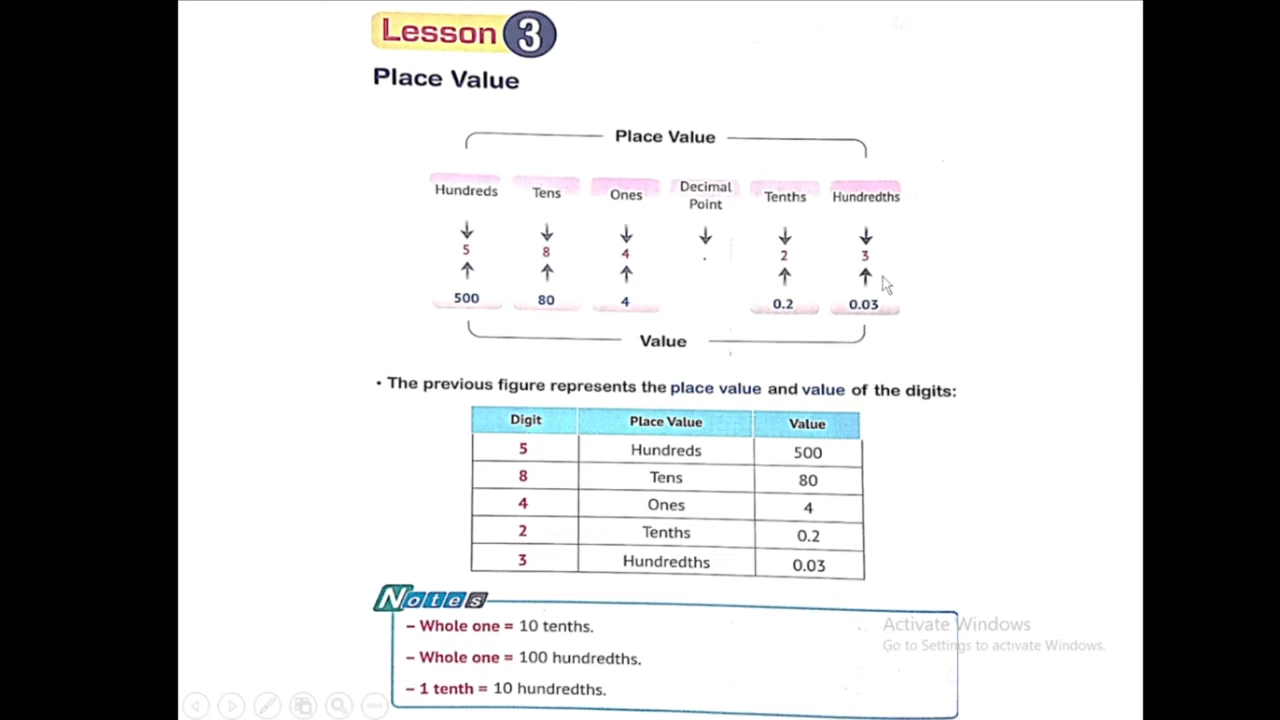 Lesson 3
Place Value
Place Value
Hundreds Tens Ones Decimal Point Tenths Hundredths
5 8 4 . 2 3
500 80 4 0.2 0.03
Value
• The previous figure represents the place value and value of the digits:
Digit Place Value Value
5 Hundreds 500
8 Tens 80
4 Ones 4
2 Tenths 0.2
3 Hundredths 0.03
Notes
– Whole one = 10 tenths.
– Whole one = 100 hundredths.
– 1 tenth = 10 hundredths.
Activate Windows
Go to Settings to activate Windows.